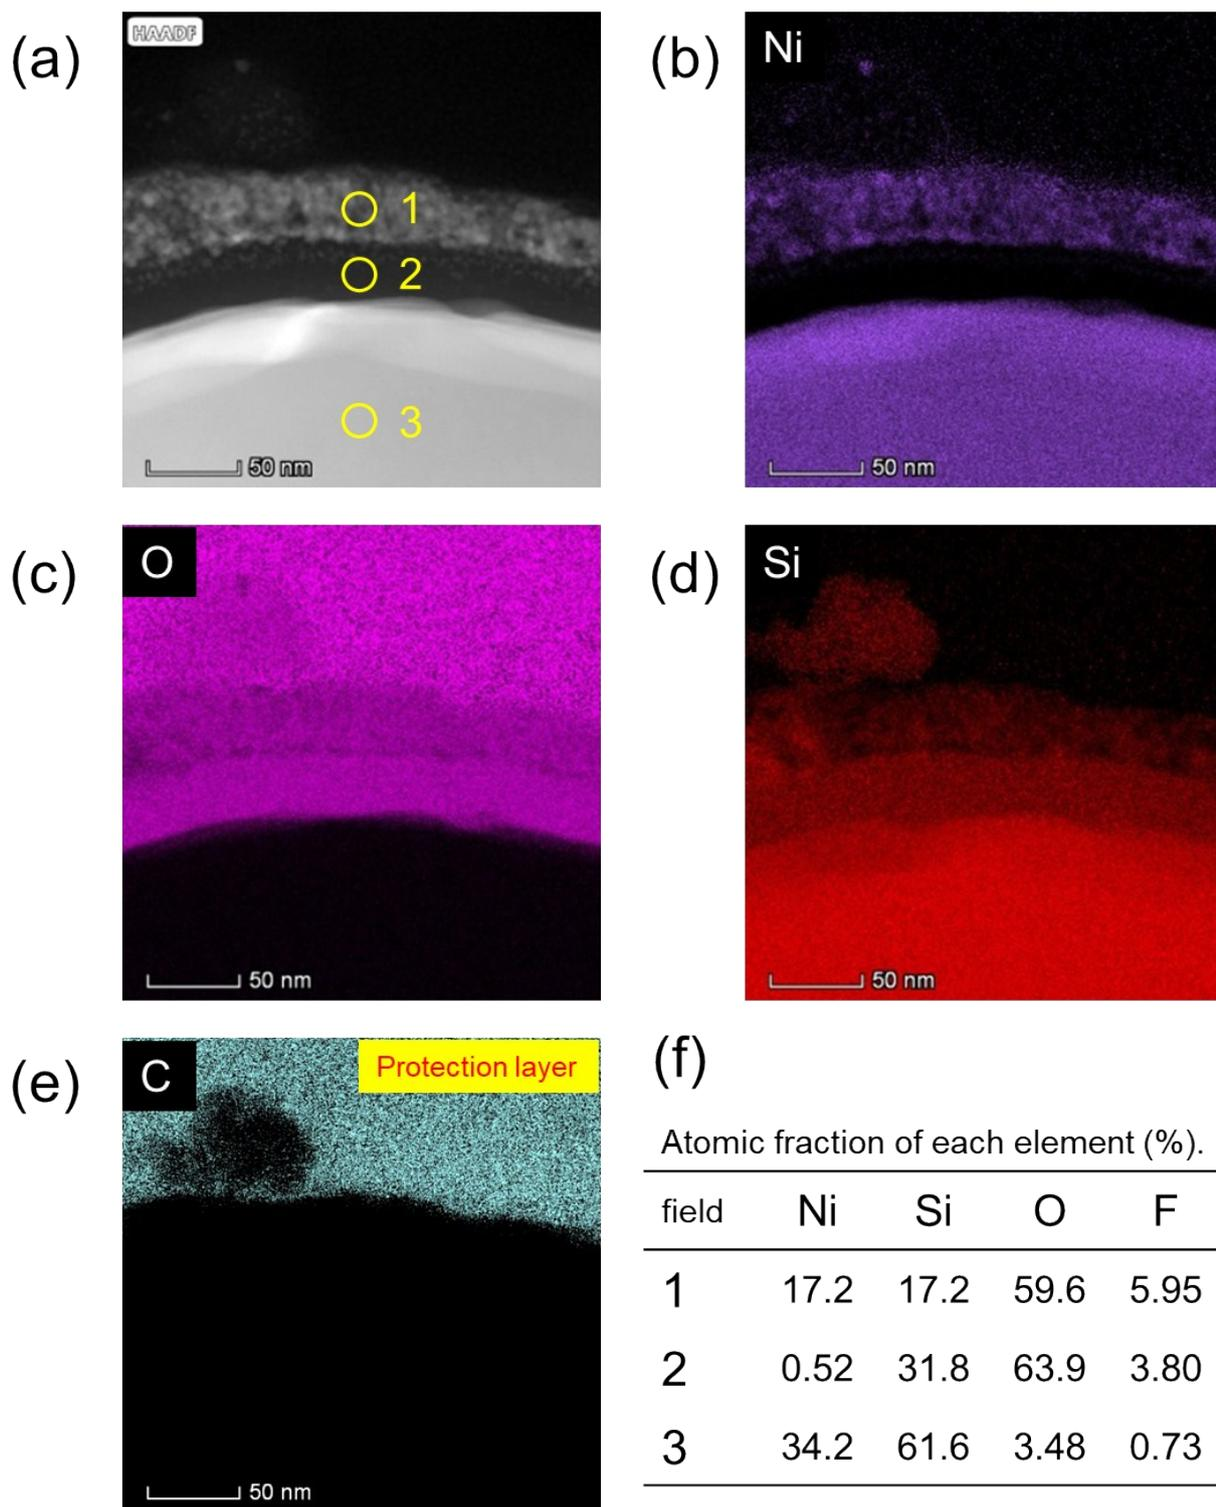 (a)
HAADF
1
2
3
50 nm
(b)
Ni
50 nm
(c)
O
50 nm
(d)
Si
50 nm
(e)
C
Protection layer
50 nm
(f)
Atomic fraction of each element (%).
field Ni Si O F
1 17.2 17.2 59.6 5.95
2 0.52 31.8 63.9 3.80
3 34.2 61.6 3.48 0.73